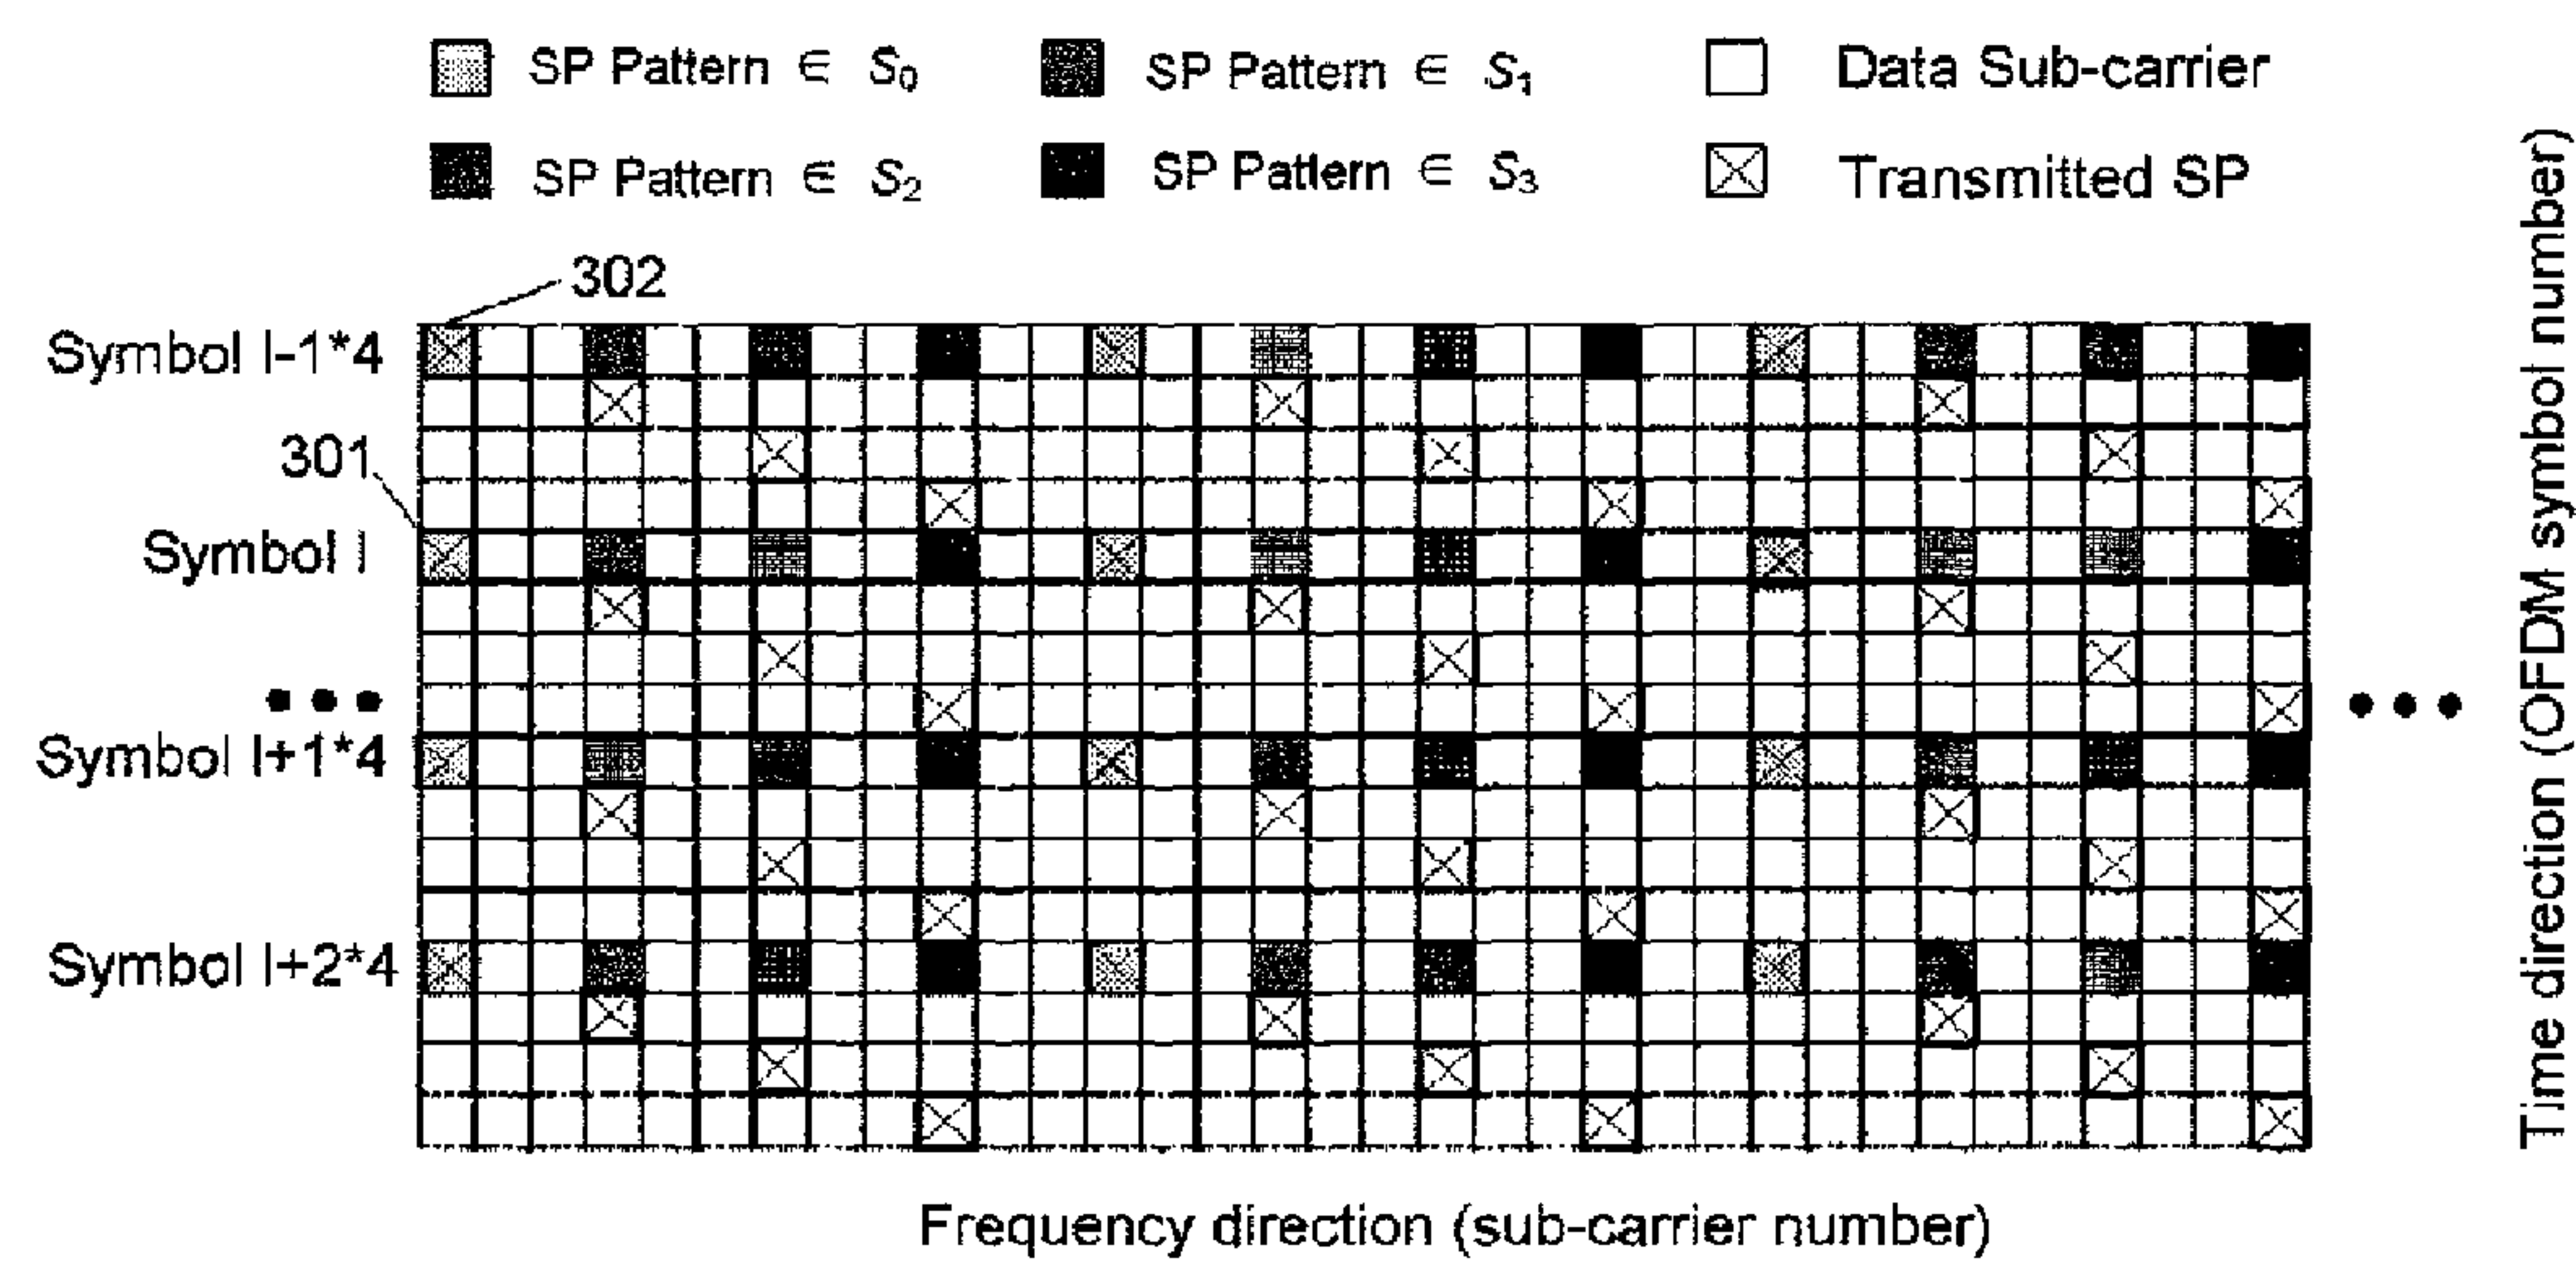 SP Pattern ∈ S0 SP Pattern ∈ S1 Data Sub-carrier
SP Pattern ∈ S2 SP Pattern ∈ S3 Transmitted SP
302
Symbol l-1*4
301
Symbol l
Symbol l+1*4
Symbol l+2*4
Frequency direction (sub-carrier number)
Time direction (OFDM symbol number)